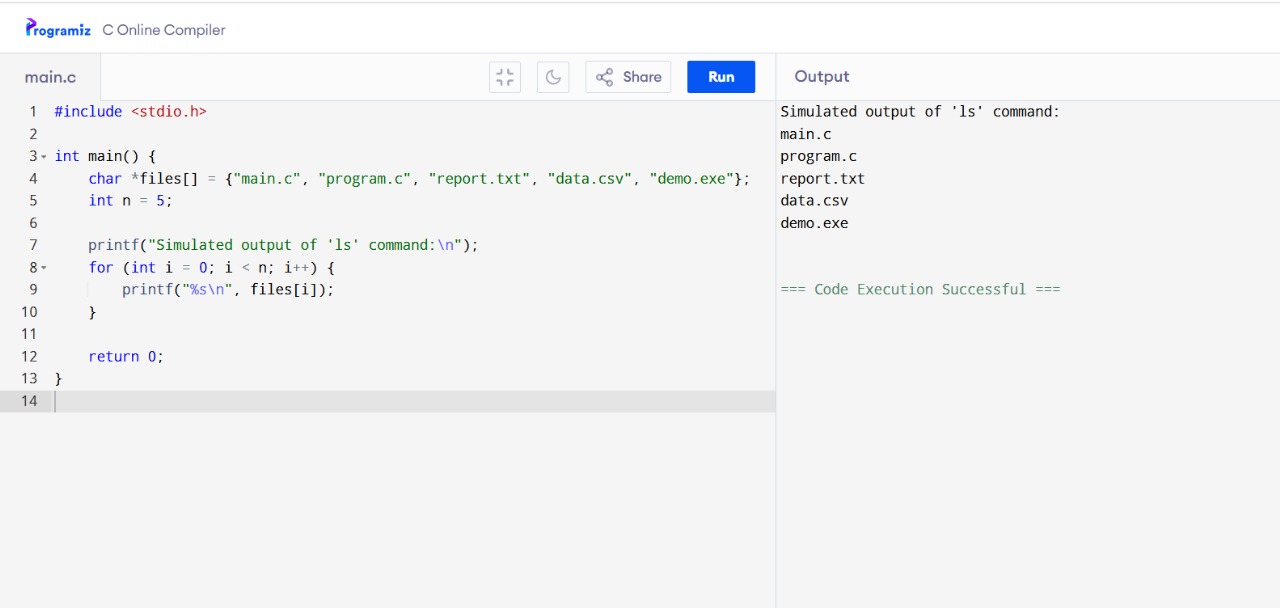 Programiz C Online Compiler
main.c Share Run Output
1 #include <stdio.h>
2
3 int main() {
4     char *files[] = {"main.c", "program.c", "report.txt", "data.csv", "demo.exe"};
5     int n = 5;
6
7     printf("Simulated output of 'ls' command:\n");
8     for (int i = 0; i < n; i++) {
9         printf("%s\n", files[i]);
10     }
11
12     return 0;
13 }
14
Simulated output of 'ls' command:
main.c
program.c
report.txt
data.csv
demo.exe
=== Code Execution Successful ===